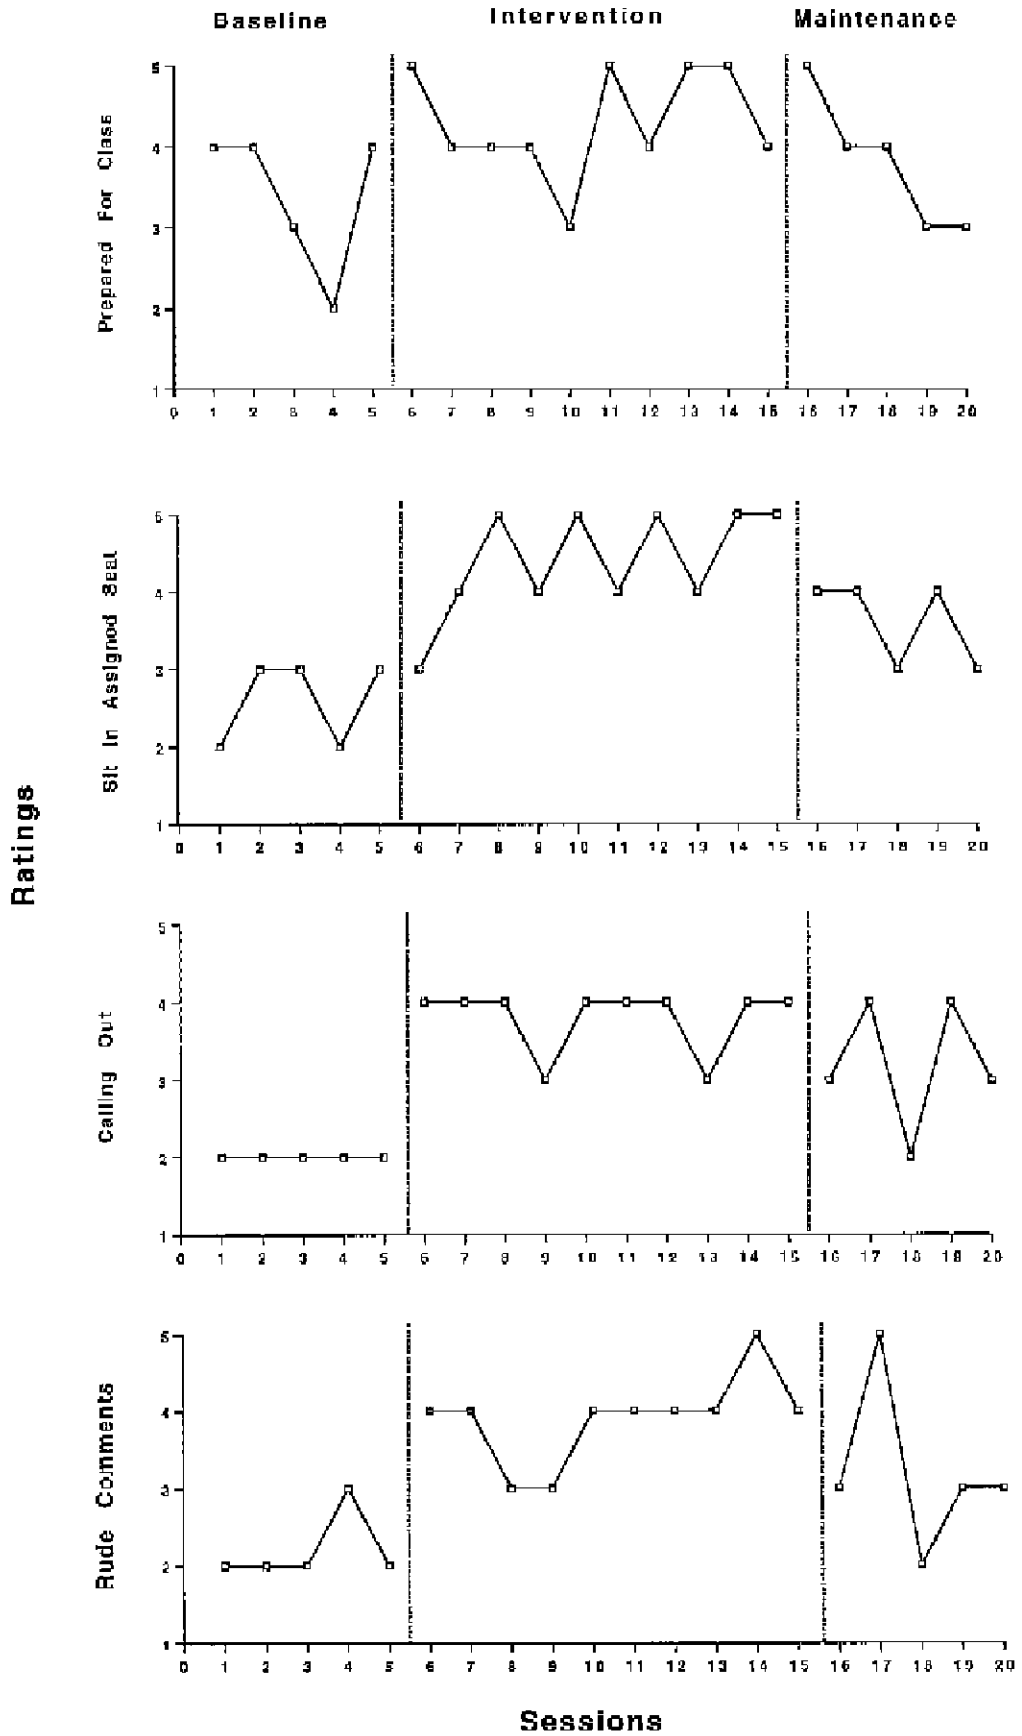 Baseline Intervention Maintenance
5
4
3
2
1
Prepared For Class
0 1 2 3 4 5 6 7 8 9 10 11 12 13 14 15 16 17 18 19 20
5
4
3
2
1
Sit In Assigned Seat
0 1 2 3 4 5 6 7 8 9 10 11 12 13 14 15 16 17 18 19 20
Ratings
5
4
3
2
1
Calling Out
0 1 2 3 4 5 6 7 8 9 10 11 12 13 14 15 16 17 18 19 20
5
4
3
2
1
Rude Comments
0 1 2 3 4 5 6 7 8 9 10 11 12 13 14 15 16 17 18 19 20
Sessions